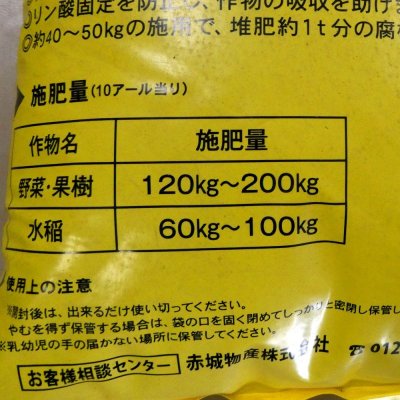 ◎リン酸固定を防止し、作物の吸収を助けま
◎約40〜50kgの施用で、堆肥約1t分の腐植
施肥量(10アール当り)
作物名 施肥量
野菜・果樹 120kg〜200kg
水稲 60kg〜100kg
使用上の注意
※開封後は、出来るだけ使い切ってください。
やむを得ず保管する場合は、袋の口を固く閉めてしっかりと密閉し保管し
※乳幼児の手の届かない場所に保管してください。
お客様相談センター 赤城物産株式会社 ☎012